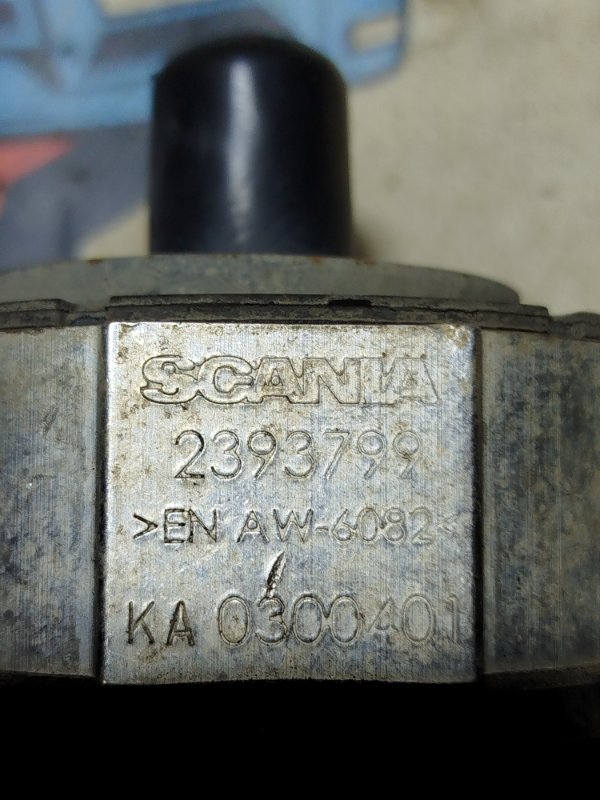 SCANIA
2393799
>EN AW-6082<
KA 0300401